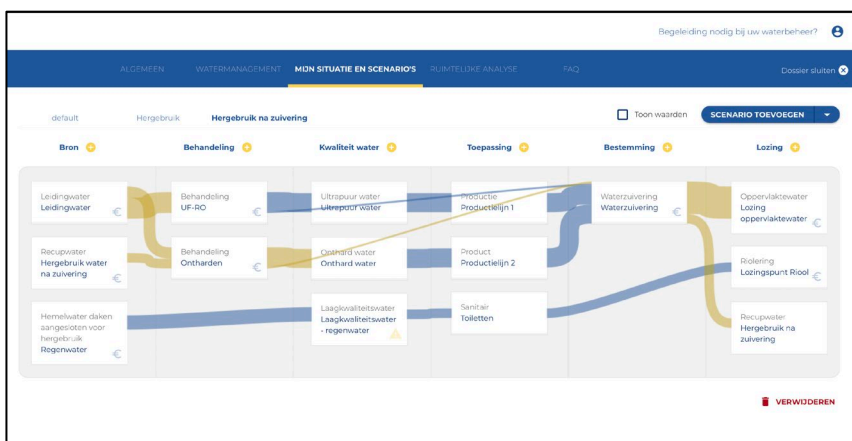 Begeleiding nodig bij uw waterbeheer?
ALGEMEEN WATERMANAGEMENT MIJN SITUATIE EN SCENARIO'S RUIMTELIJKE ANALYSE FAQ Dossier sluiten
default Hergebruik Hergebruik na zuivering Toon waarden SCENARIO TOEVOEGEN
Bron Behandeling Kwaliteit water Toepassing Bestemming Lozing
Leidingwater
Leidingwater
€
Behandeling
UF-RO
€
Ultrapuur water
Ultrapuur water
Productie
Productielijn 1
Waterzuivering
Waterzuivering
€
Oppervlaktewater
Lozing
oppervlaktewater
€
Recupwater
Hergebruik water
na zuivering
€
Behandeling
Ontharden
€
Onthard water
Onthard water
Product
Productielijn 2
Riolering
Lozingspunt Riool
€
Hemelwater daken
aangesloten voor
hergebruik
Regenwater
€
Laagkwaliteitswater
Laagkwaliteitswater
- regenwater
Sanitair
Toiletten
Recupwater
Hergebruik na
zuivering
VERWIJDEREN